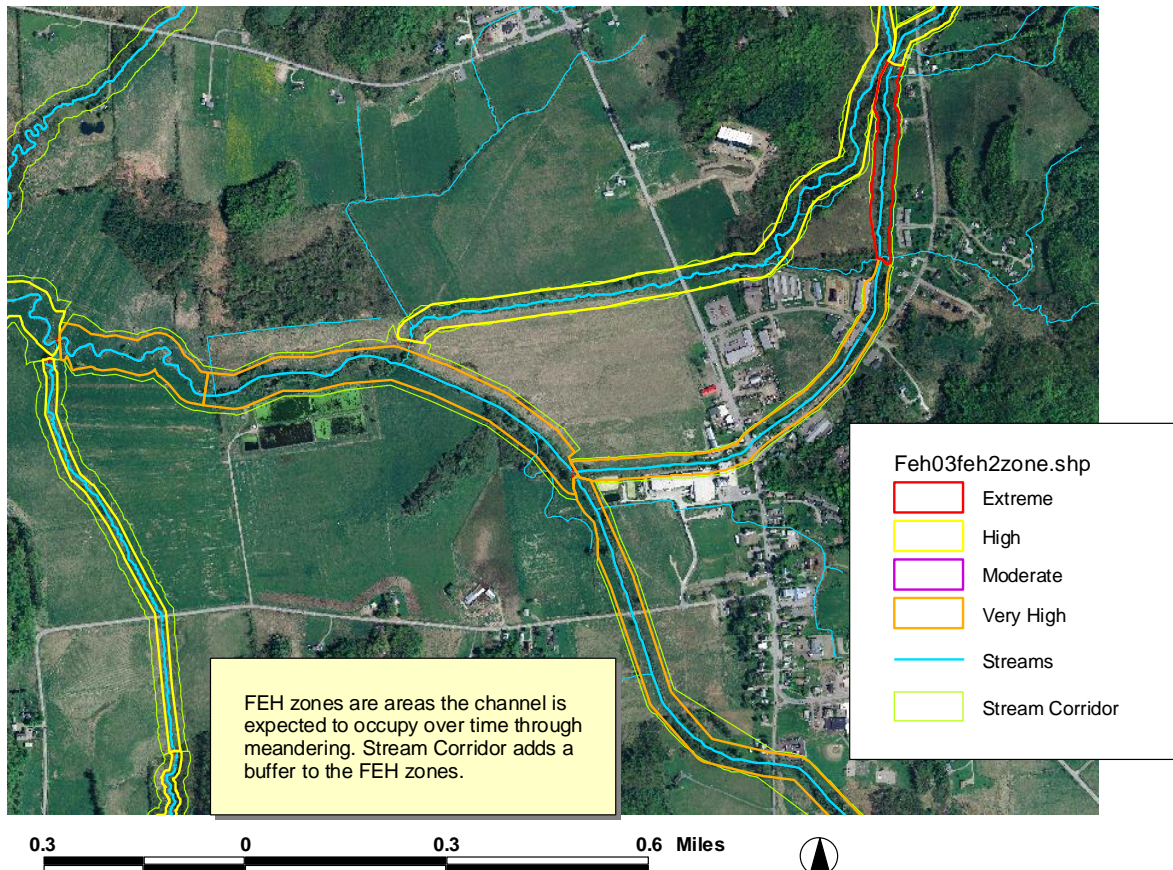 Feh03feh2zone.shp
Extreme
High
Moderate
Very High
Streams
Stream Corridor
FEH zones are areas the channel is
expected to occupy over time through
meandering. Stream Corridor adds a
buffer to the FEH zones.
0.3 0 0.3 0.6 Miles